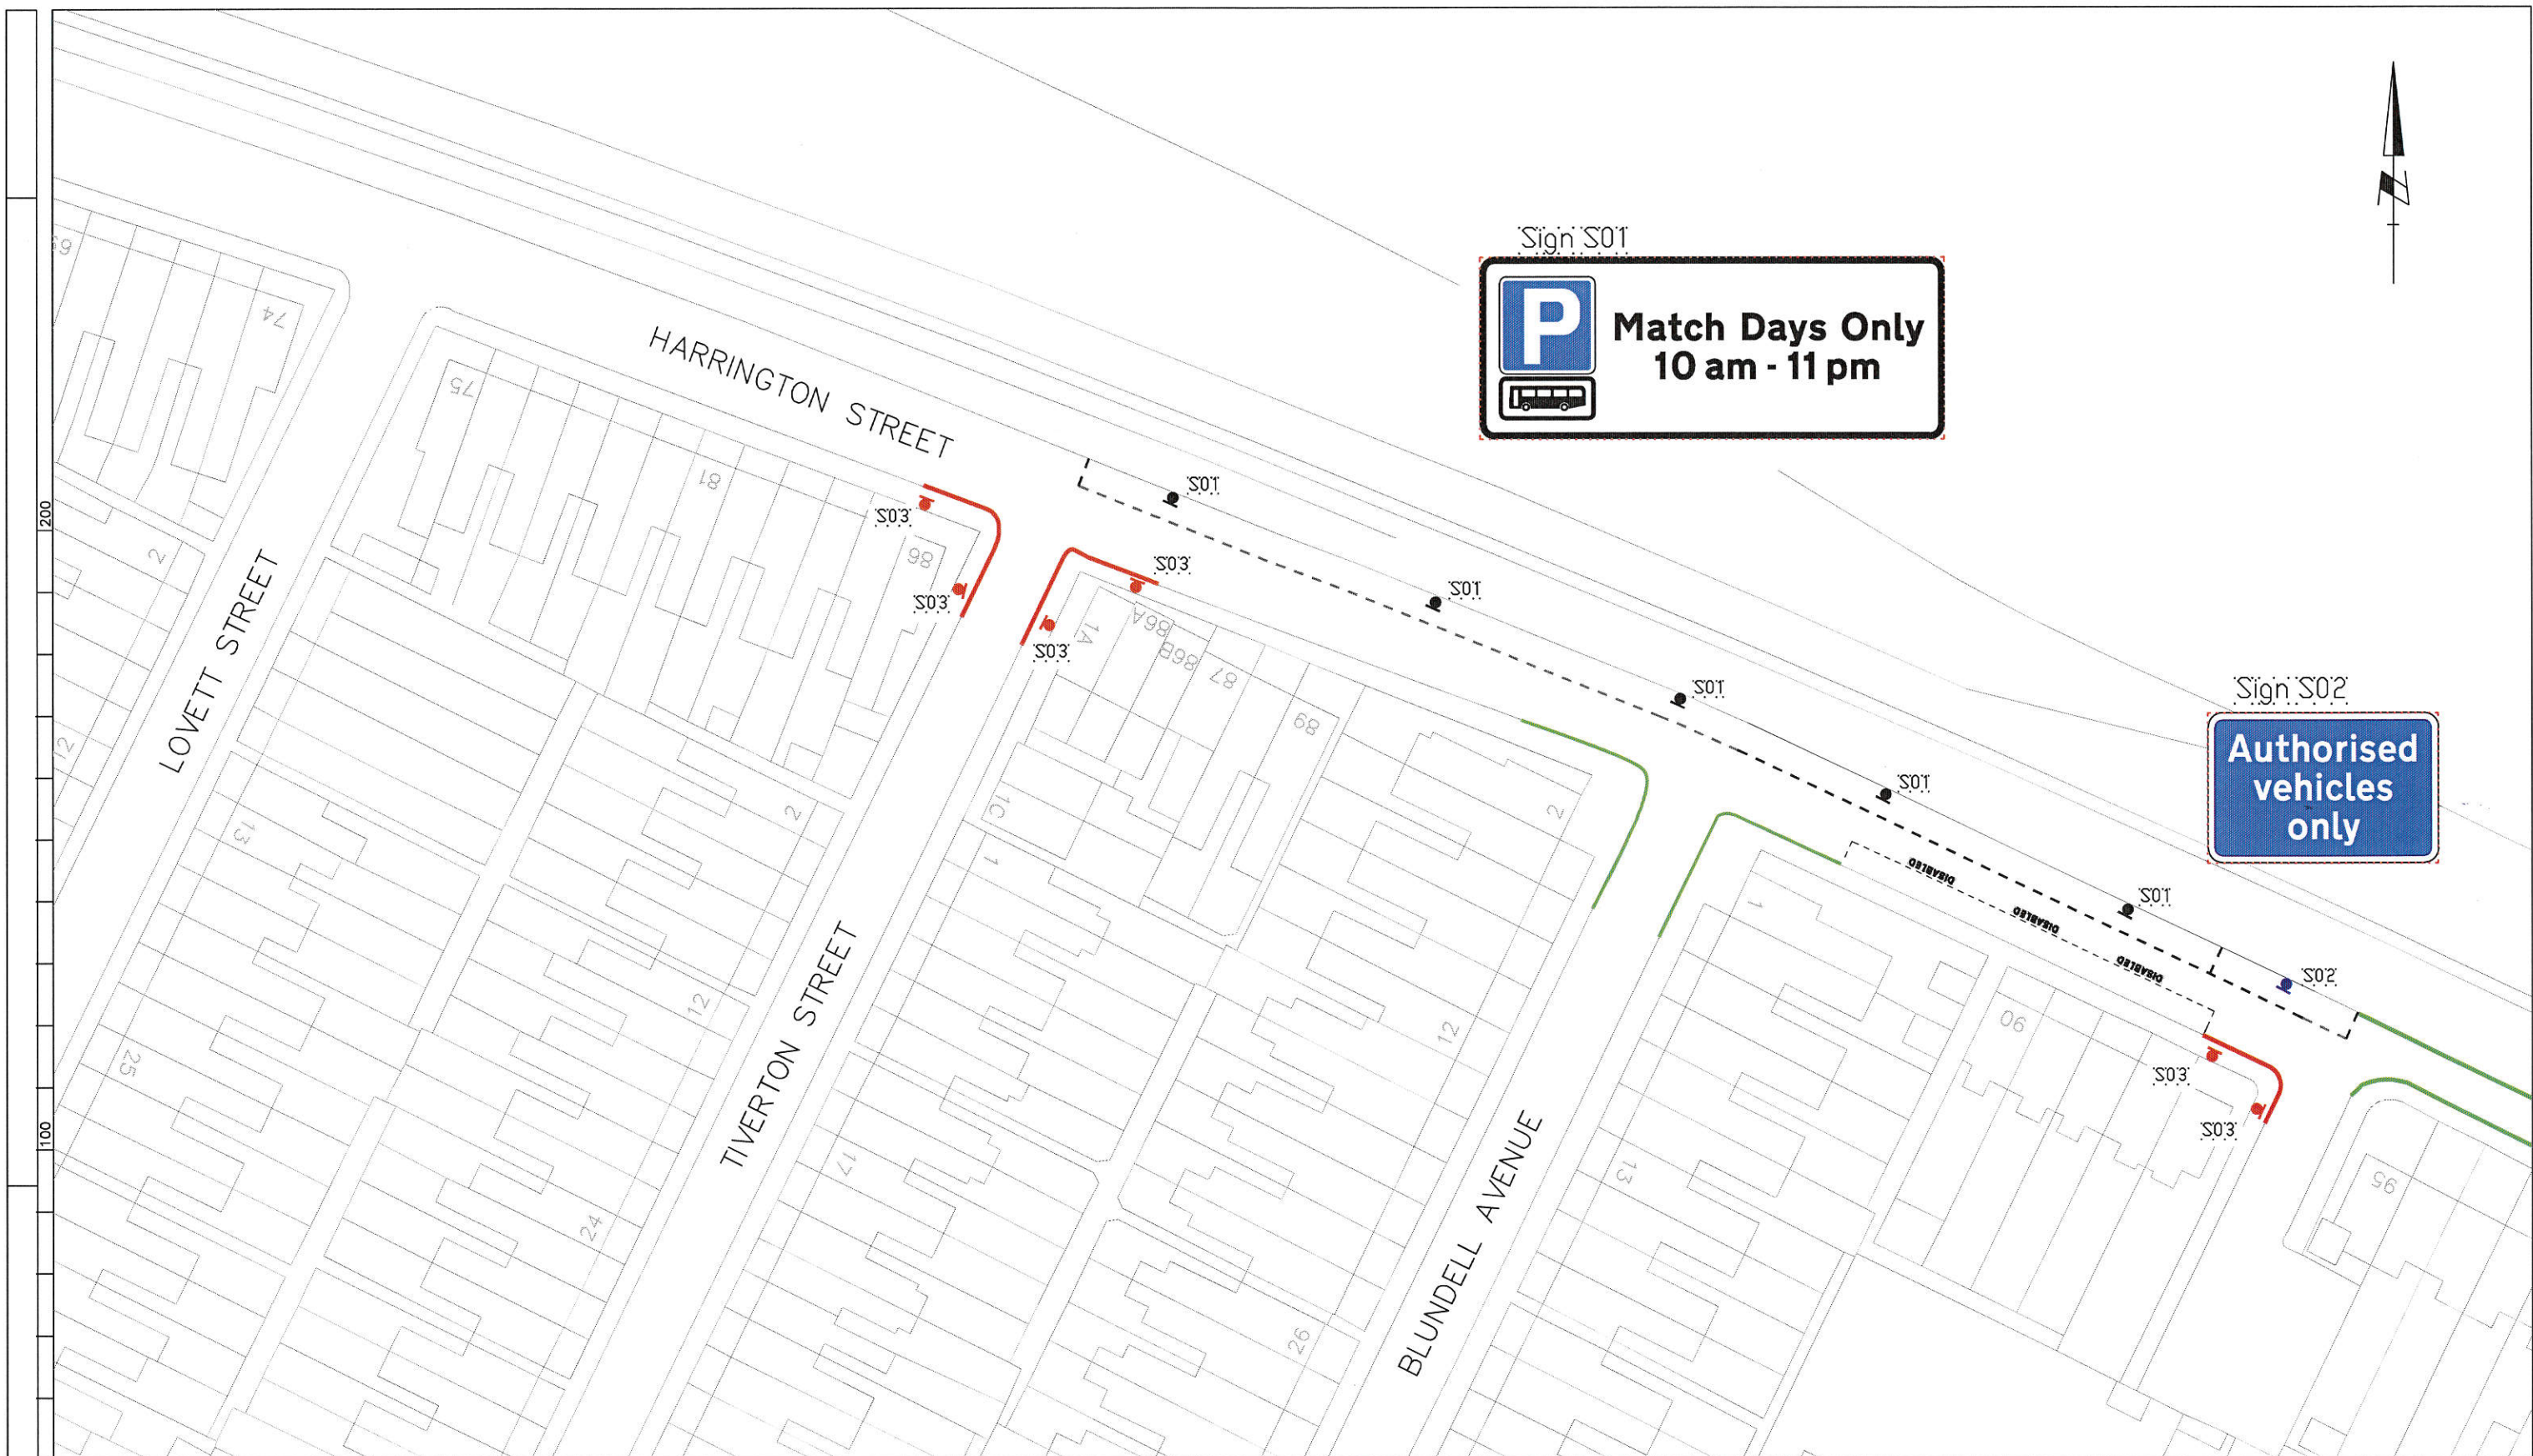 Sign S01
P Match Days Only
10 am - 11 pm
69
74
75
HARRINGTON STREET
81
86
S03
S03
S01
S03
S03
S01
S01
S01
S01
Sign S02
Authorised
vehicles
only
S02
S03
S03
200
100
LOVETT STREET
2
12
13
25
2
12
24
TIVERTON STREET
1A
86A
86B
87
89
1C
1
17
2
12
26
BLUNDELL AVENUE
1
13
90
95
DISABLED
DISABLED
DISABLED
N